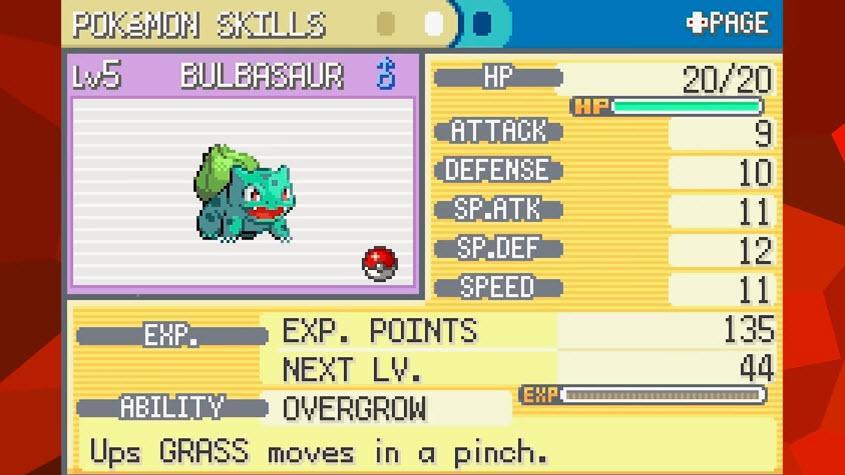 POKéMON SKILLS
PAGE
Lv5 BULBASAUR ♂
HP 20/20
HP
ATTACK 9
DEFENSE 10
SP.ATK 11
SP.DEF 12
SPEED 11
EXP. EXP. POINTS 135
NEXT LV. 44
EXP
ABILITY OVERGROW
Ups GRASS moves in a pinch.